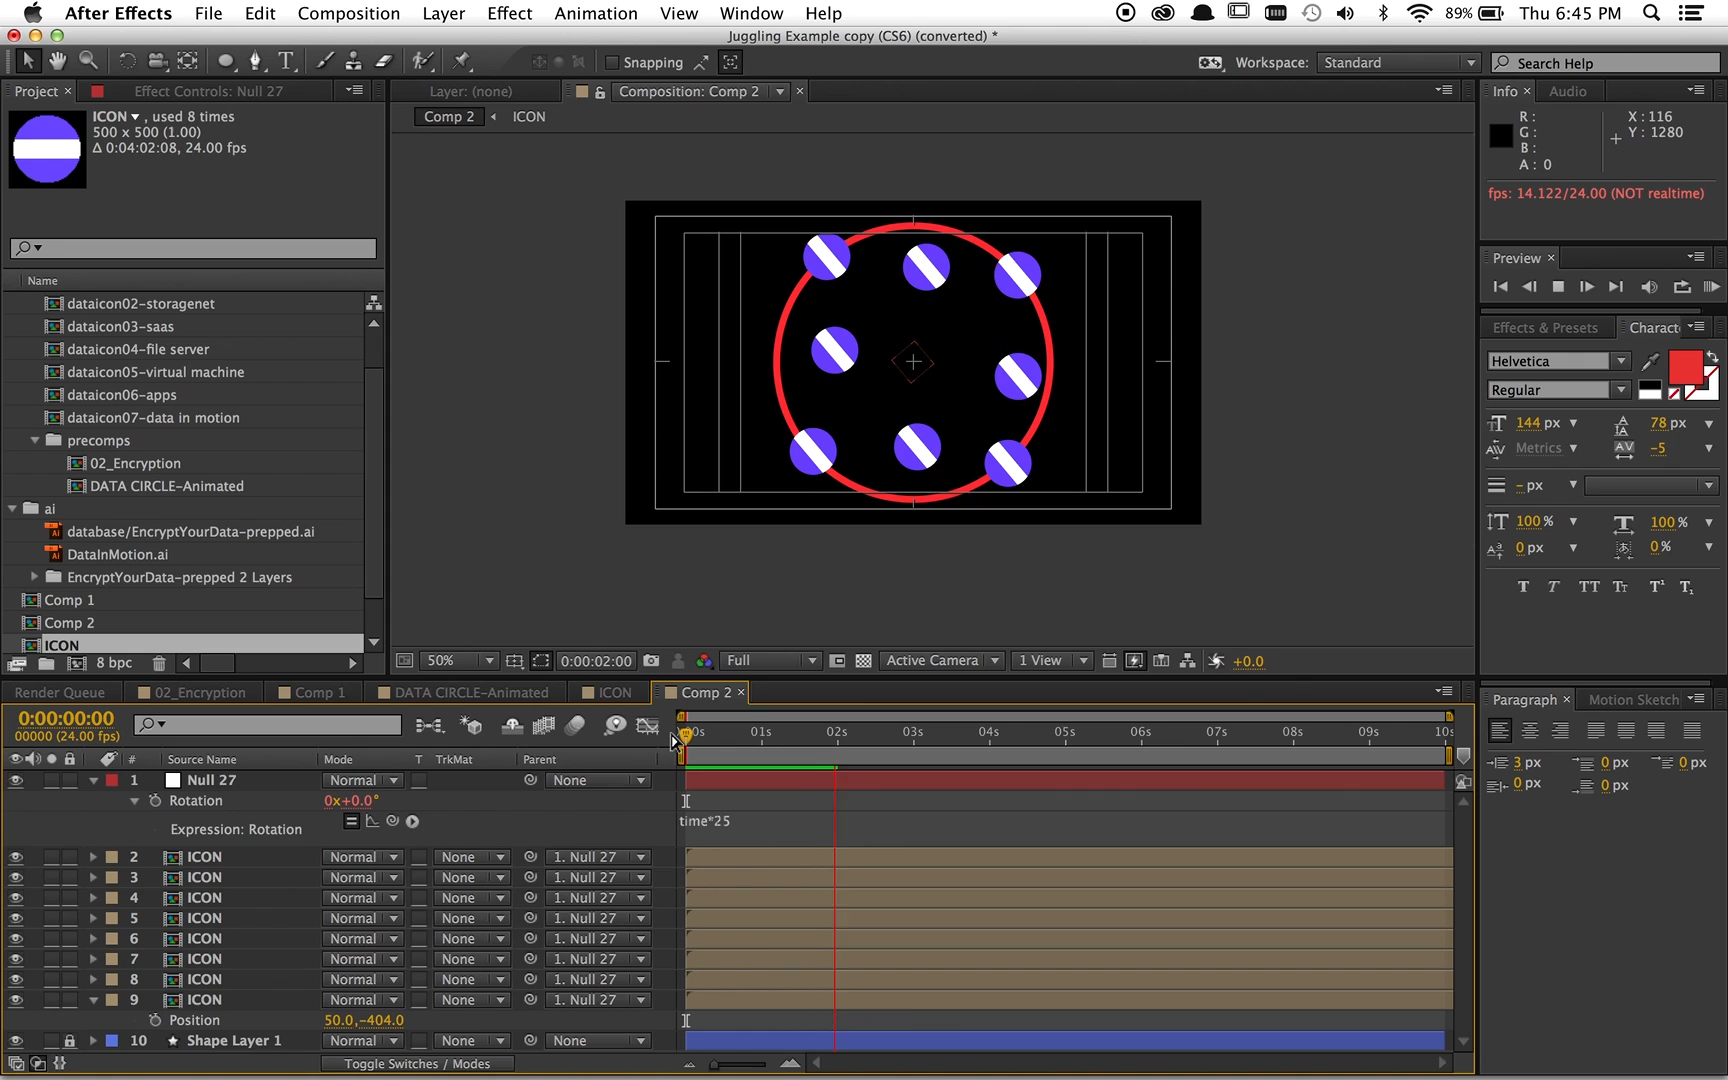 After Effects File Edit Composition Layer Effect Animation View Window Help 89% Thu 6:45 PM
Juggling Example copy (CS6) (converted) *
Snapping Workspace: Standard Search Help
Project × Effect Controls: Null 27 Layer: (none) Composition: Comp 2 × Info × Audio
ICON , used 8 times
500 x 500 (1.00)
Δ 0:04:02:08, 24.00 fps
Comp 2 ICON
R : X : 116
G : Y : 1280
B :
A : 0
fps: 14.122/24.00 (NOT realtime)
Preview ×
Name
dataicon02-storagenet
dataicon03-saas
dataicon04-file server
dataicon05-virtual machine
dataicon06-apps
dataicon07-data in motion
precomps
02_Encryption
DATA CIRCLE-Animated
ai
database/EncryptYourData-prepped.ai
DataInMotion.ai
EncryptYourData-prepped 2 Layers
Comp 1
Comp 2
ICON
8 bpc
Effects & Presets Charact
Helvetica
Regular
144 px 78 px
Metrics -5
- px
100 % 100 %
0 px 0 %
T T TT Tr T1 T1
50% 0:00:02:00 Full Active Camera 1 View +0.0
Render Queue 02_Encryption Comp 1 DATA CIRCLE-Animated ICON Comp 2 ×
0:00:00:00
00000 (24.00 fps)
00s 01s 02s 03s 04s 05s 06s 07s 08s 09s 10s
# Source Name Mode T TrkMat Parent
1 Null 27 Normal None
Rotation 0x+0.0°
Expression: Rotation time*25
2 ICON Normal None 1. Null 27
3 ICON Normal None 1. Null 27
4 ICON Normal None 1. Null 27
5 ICON Normal None 1. Null 27
6 ICON Normal None 1. Null 27
7 ICON Normal None 1. Null 27
8 ICON Normal None 1. Null 27
9 ICON Normal None 1. Null 27
Position 50.0,-404.0
10 Shape Layer 1 Normal None None
Toggle Switches / Modes
Paragraph × Motion Sketch
3 px 0 px 0 px
0 px 0 px